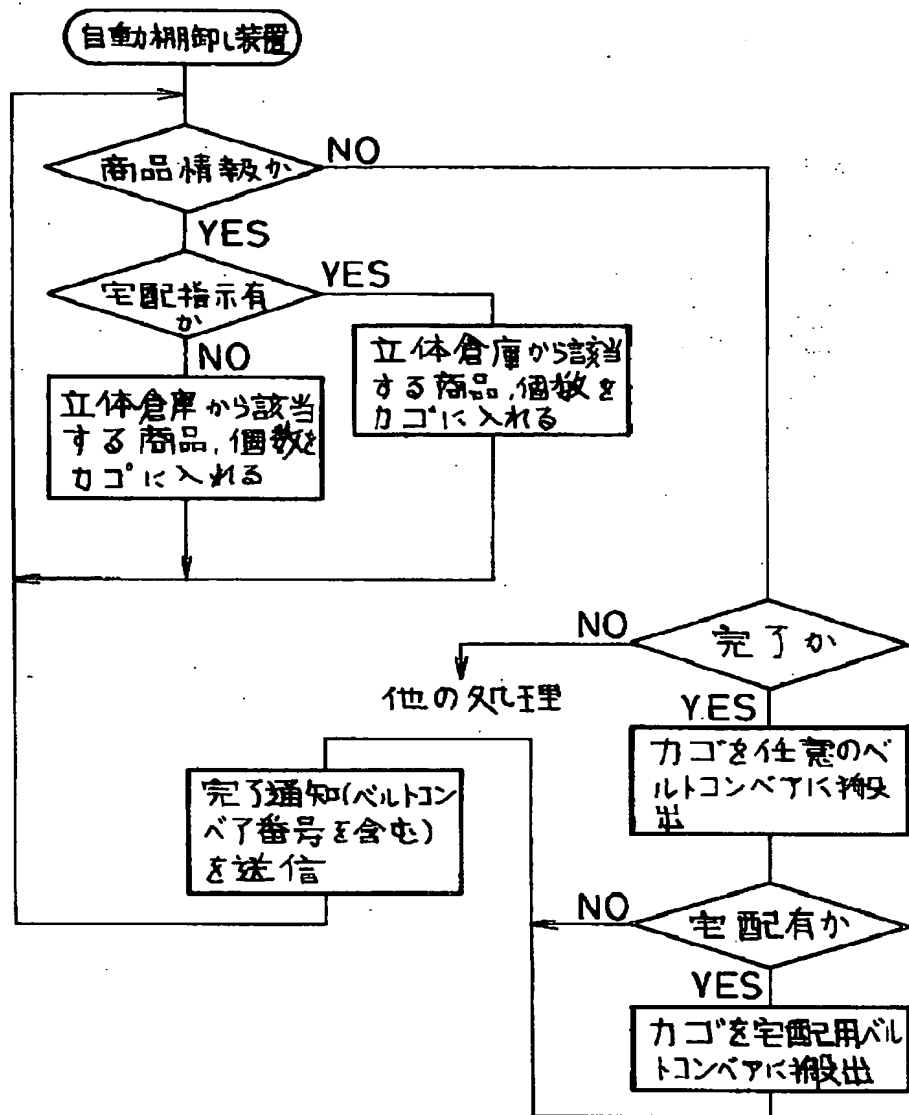 自動棚卸し装置
商品情報か
NO
YES
宅配指示有
か
YES
NO
立体倉庫から該当
する商品,個数を
カゴに入れる
立体倉庫から該当
する商品,個数を
カゴに入れる
完了か
NO
他の処理
YES
カゴを任意のベ
ルトコンベアに搬
出
完了通知(ベルトコン
ベア番号を含む)
を送信
宅配有か
NO
YES
カゴを宅配用ベル
トコンベアに搬出